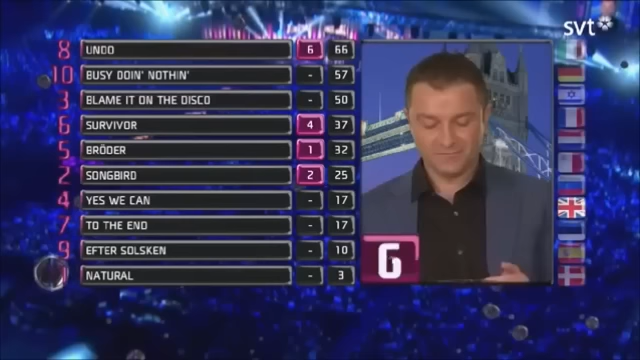 svt
8 UNDO 6 66
10 BUSY DOIN' NOTHIN' - 57
3 BLAME IT ON THE DISCO - 50
6 SURVIVOR 4 37
5 BRÖDER 1 32
2 SONGBIRD 2 25
4 YES WE CAN - 17
7 TO THE END - 17
9 EFTER SOLSKEN - 10
1 NATURAL - 3
6